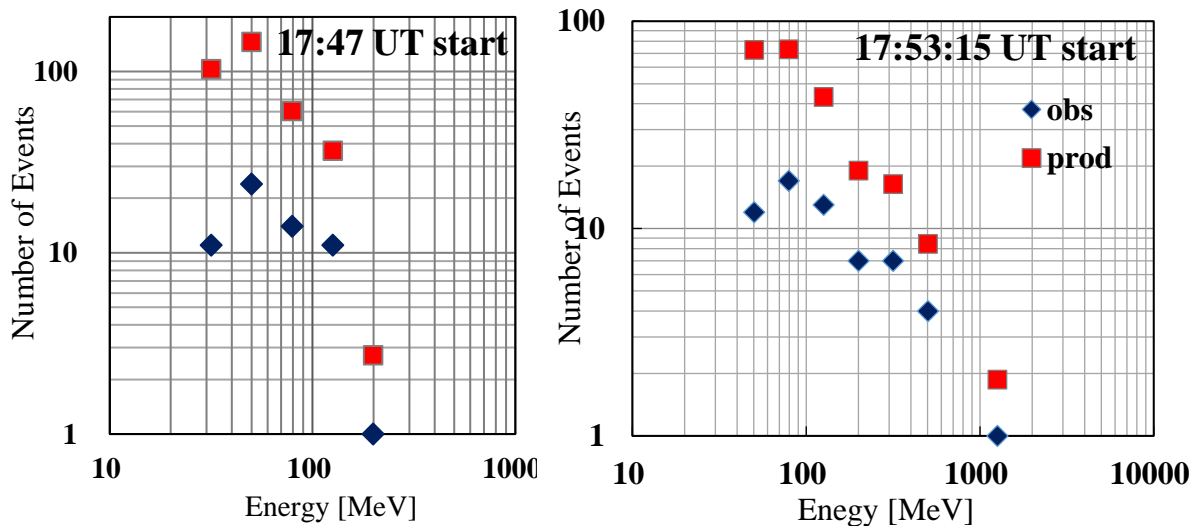 17:47 UT start
100
10
1
10
100
1000
Number of Events
Energy [MeV]
17:53:15 UT start
obs
prod
100
10
1
10
100
1000
10000
Number of Events
Enegy [MeV]